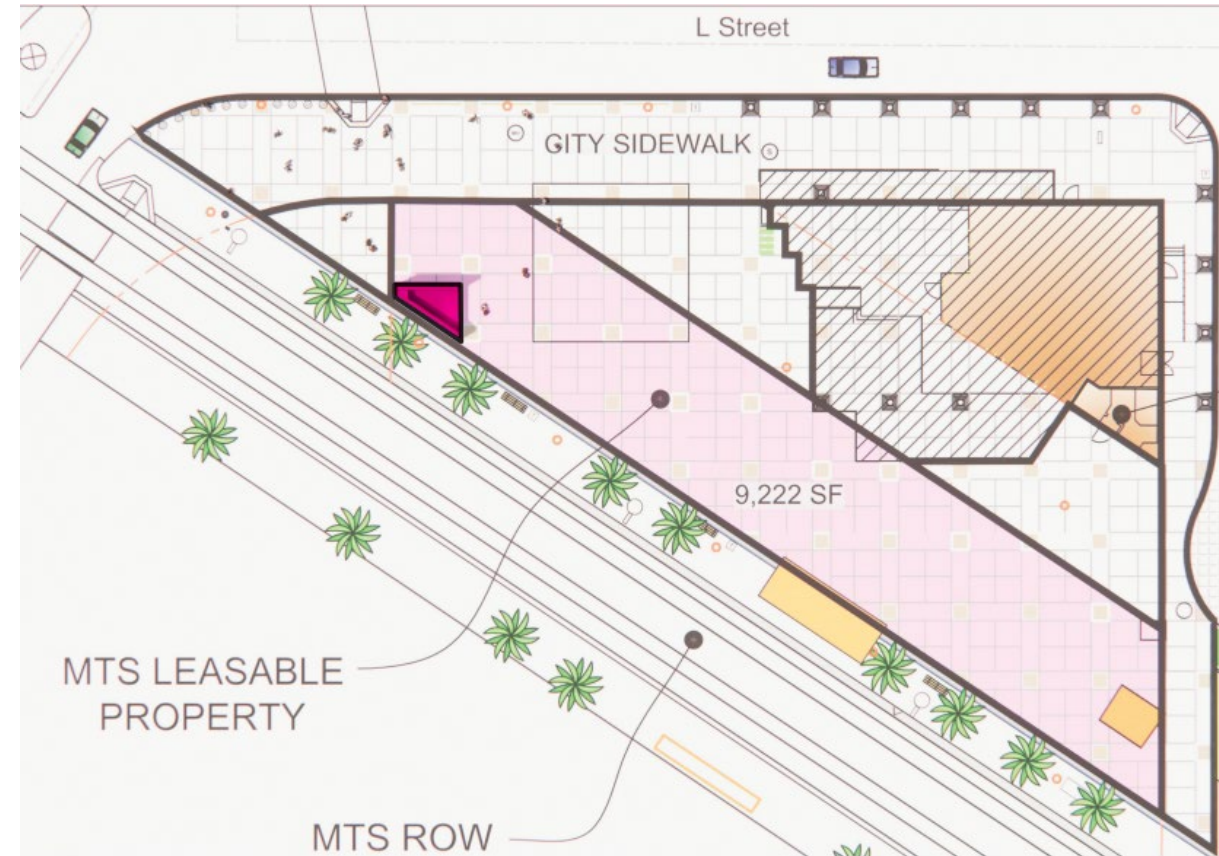 L Street
CITY SIDEWALK
9,222 SF
MTS LEASABLE
PROPERTY
MTS ROW